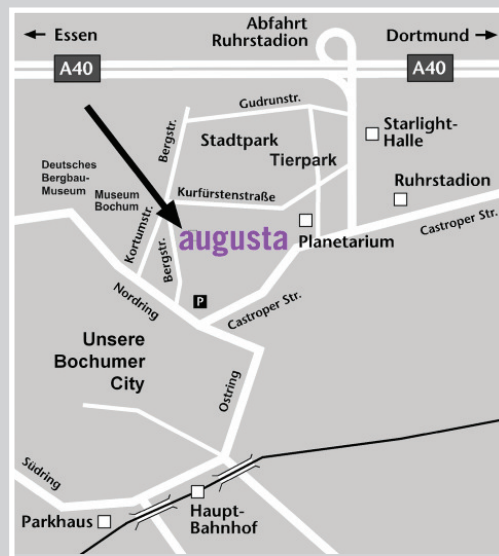 ← Essen
Abfahrt
Ruhrstadion
Dortmund →
A40
A40
Gudrunstr.
Bergstr.
Stadtpark
Tierpark
Starlight-
Halle
Deutsches
Bergbau-
Museum
Museum
Bochum
Kurfürstenstraße
Ruhrstadion
Kortumstr.
augusta
Planetarium
Castroper Str.
Bergstr.
Nordring
P
Castroper Str.
Unsere
Bochumer
City
Ostring
Südring
Parkhaus
Haupt-
Bahnhof